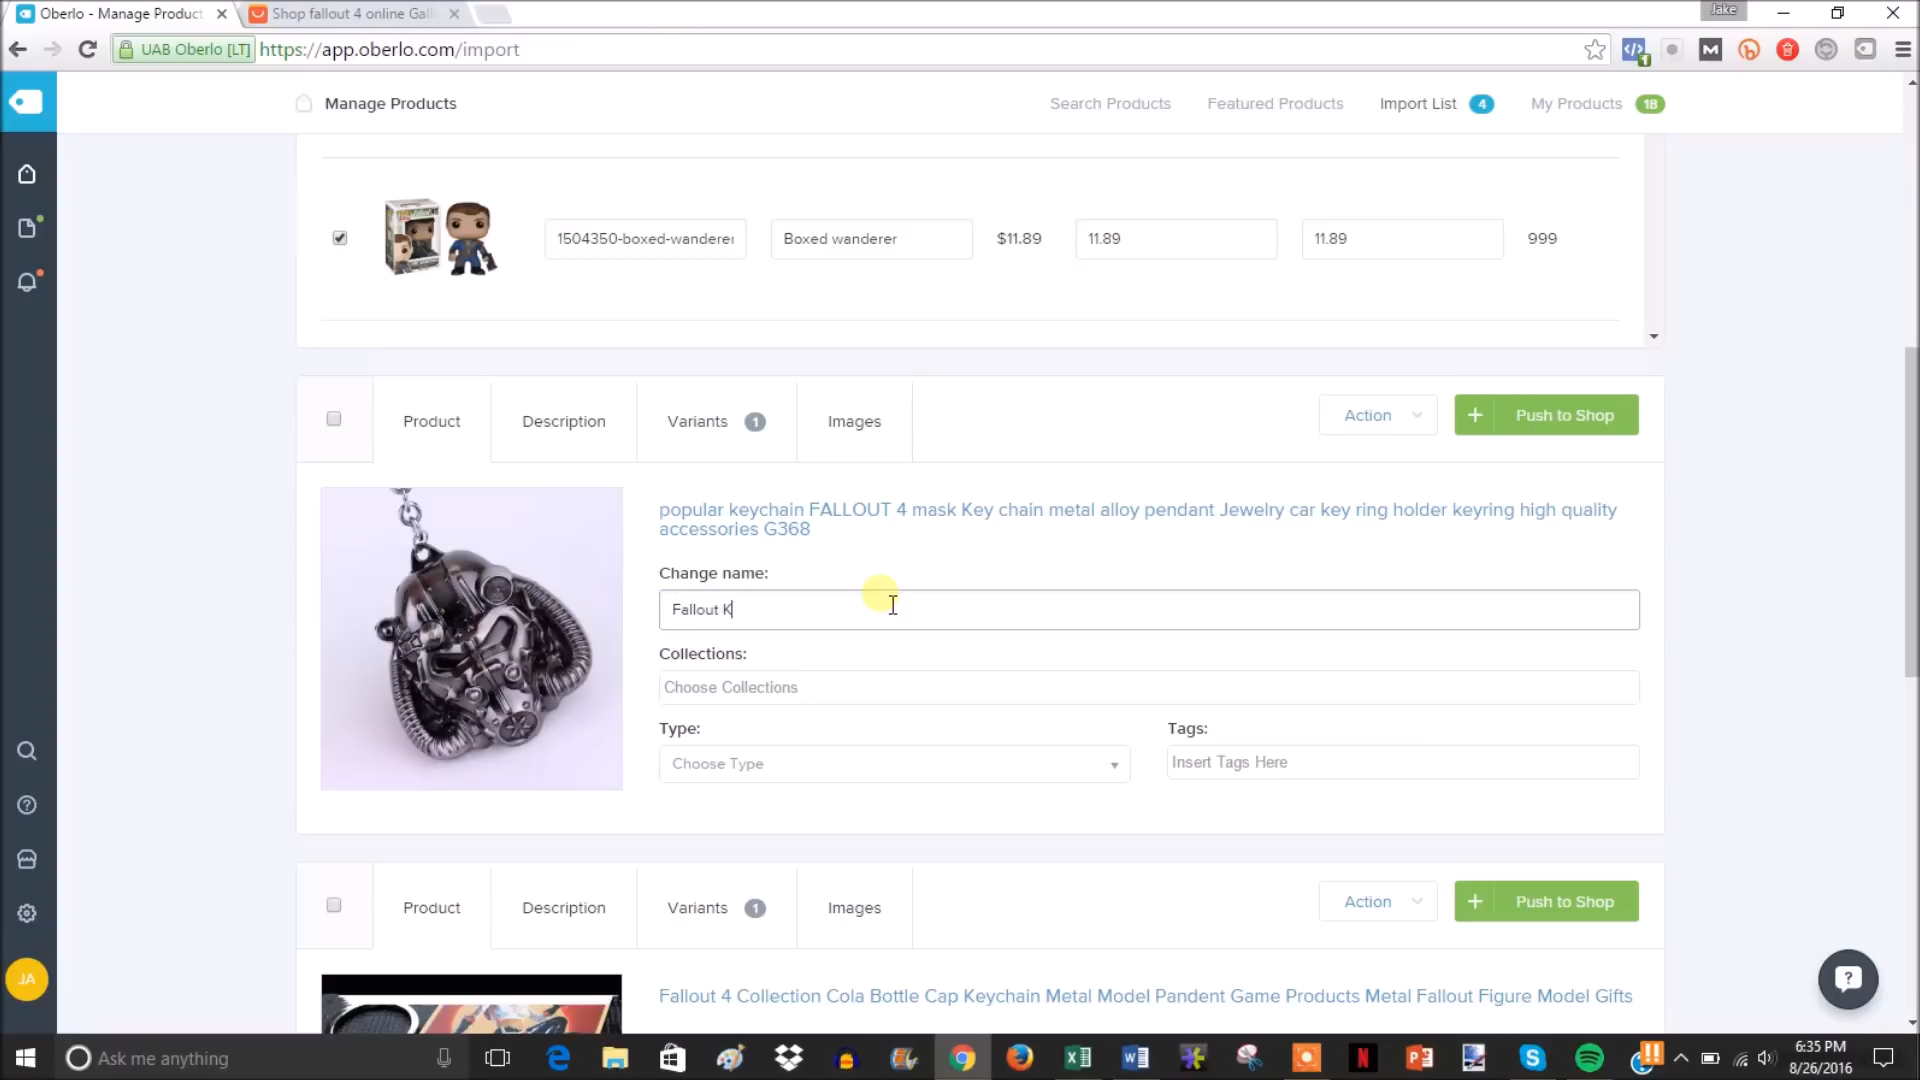 Oberlo - Manage Product
Shop fallout 4 online Gall
Jake
UAB Oberlo [LT]
https://app.oberlo.com/import
1
Manage Products
Search Products
Featured Products
Import List 4
My Products 18
1504350-boxed-wanderer
Boxed wanderer
$11.89
11.89
11.89
999
Product
Description
Variants 1
Images
Action
+ Push to Shop
popular keychain FALLOUT 4 mask Key chain metal alloy pendant Jewelry car key ring holder keyring high quality
accessories G368
Change name:
Fallout K
Collections:
Choose Collections
Type:
Tags:
Choose Type
Insert Tags Here
Product
Description
Variants 1
Images
Action
+ Push to Shop
JA
Fallout 4 Collection Cola Bottle Cap Keychain Metal Model Pandent Game Products Metal Fallout Figure Model Gifts
Ask me anything
6:35 PM
8/26/2016